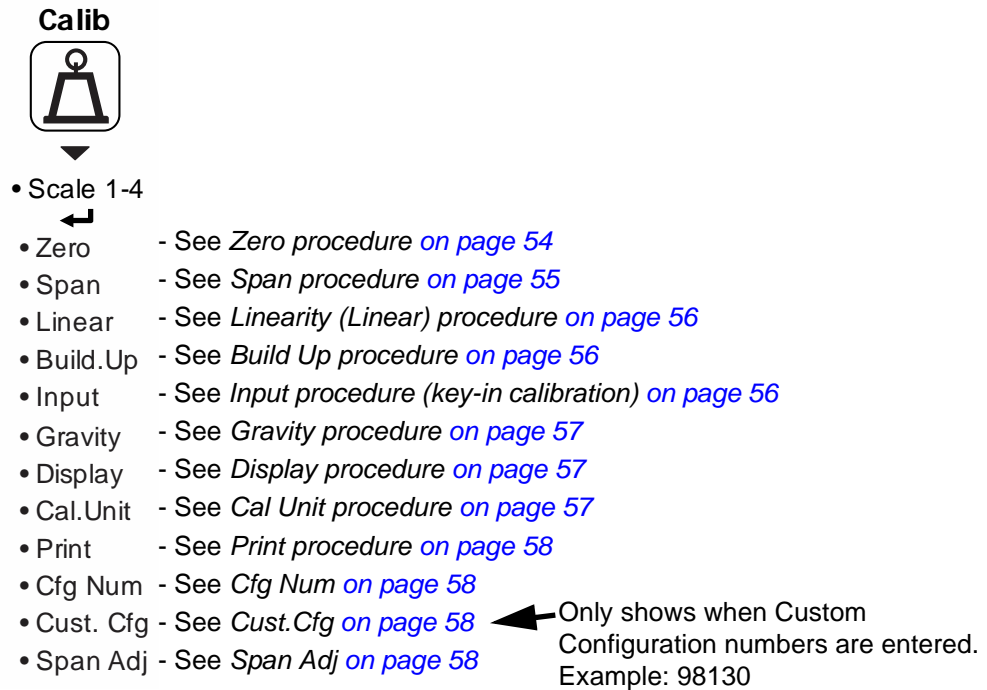 Calib
• Scale 1-4
• Zero - See Zero procedure on page 54
• Span - See Span procedure on page 55
• Linear - See Linearity (Linear) procedure on page 56
• Build.Up - See Build Up procedure on page 56
• Input - See Input procedure (key-in calibration) on page 56
• Gravity - See Gravity procedure on page 57
• Display - See Display procedure on page 57
• Cal.Unit - See Cal Unit procedure on page 57
• Print - See Print procedure on page 58
• Cfg Num - See Cfg Num on page 58
• Cust. Cfg - See Cust.Cfg on page 58
• Span Adj - See Span Adj on page 58
Only shows when Custom
Configuration numbers are entered.
Example: 98130